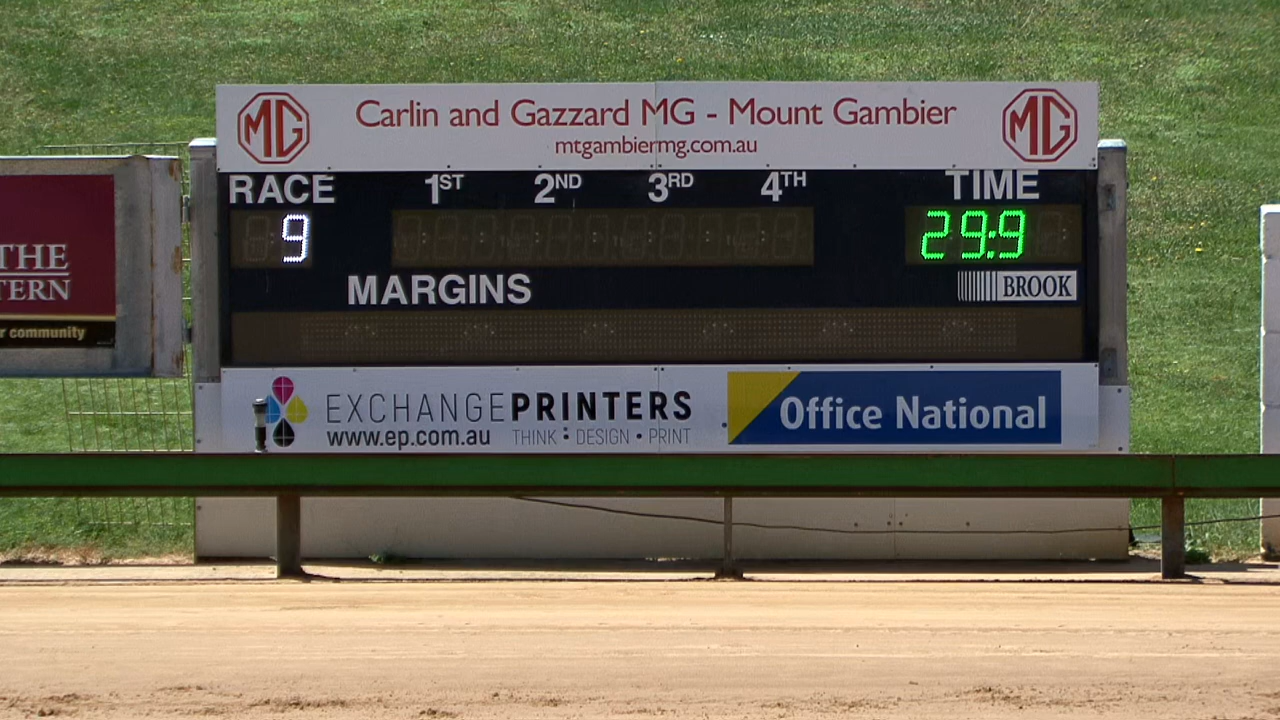 MG
Carlin and Gazzard MG - Mount Gambier
mtgambiermg.com.au
MG
RACE 1ST 2ND 3RD 4TH TIME
9 29:9
MARGINS
BROOK
THE
TERN
r community
EXCHANGEPRINTERS
www.ep.com.au THINK : DESIGN • PRINT
Office National